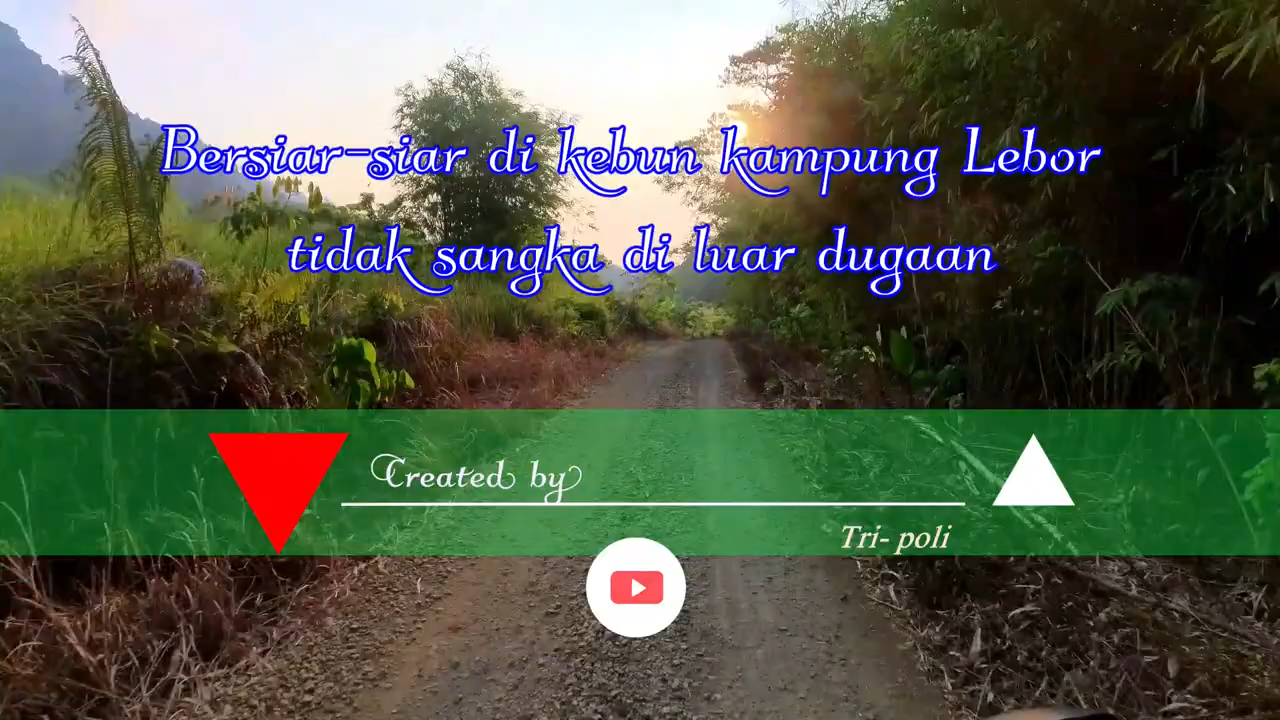 Bersiar-siar di kebun kampung Lebor
tidak sangka di luar dugaan
Created by
Tri- poli